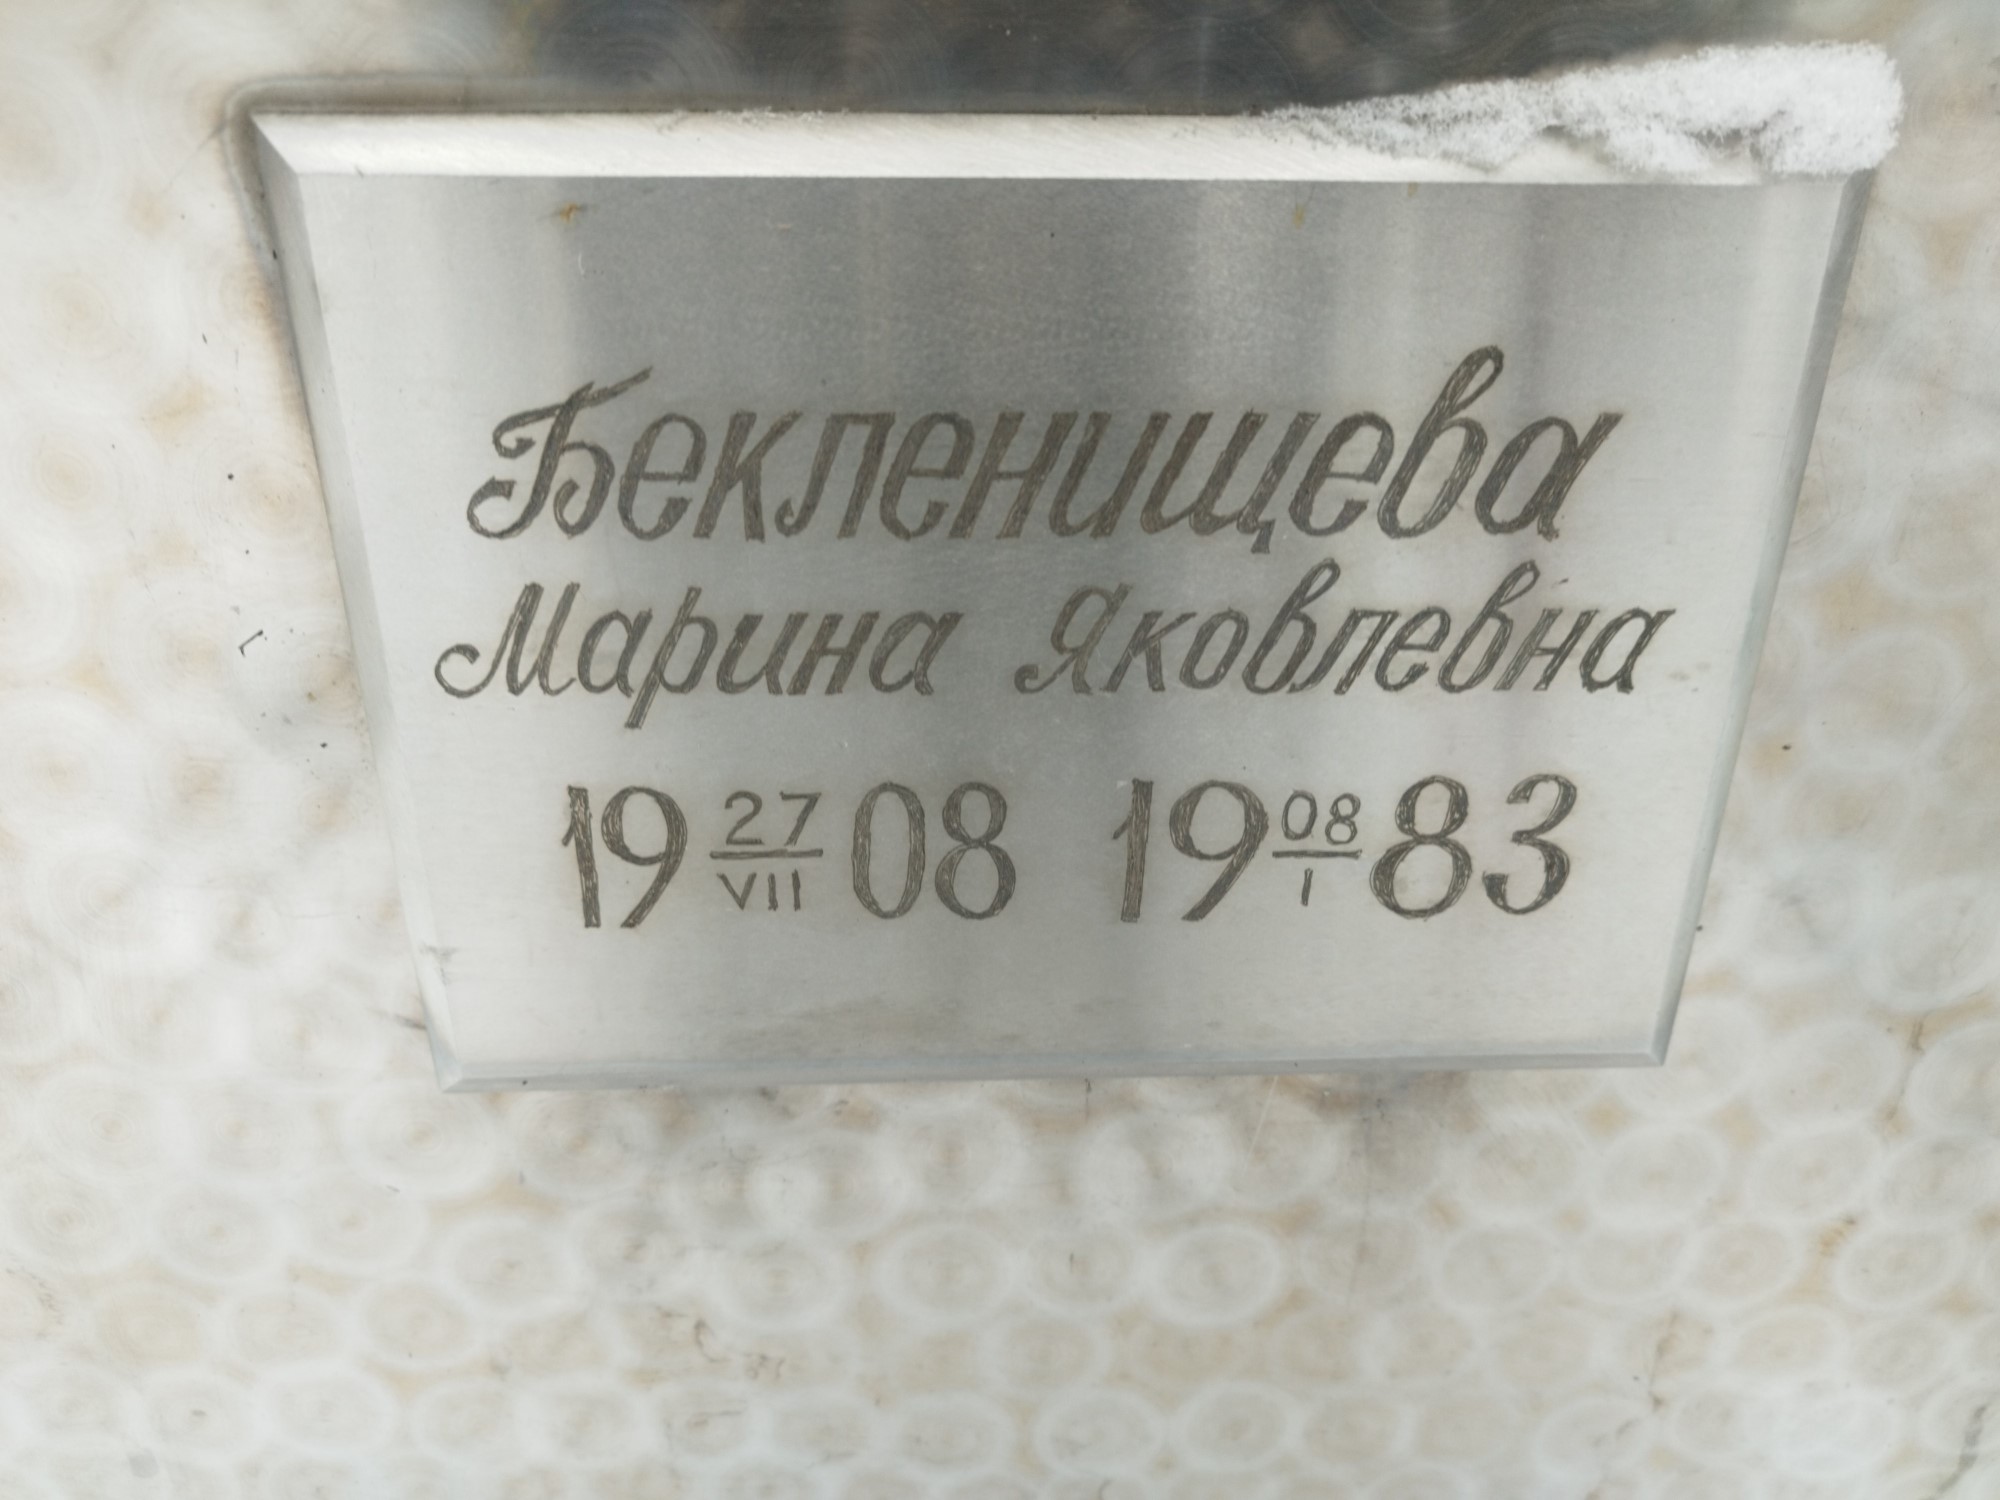 Бекленищева
Марина Яковлевна
19 27/VII 08 19 08/I 83